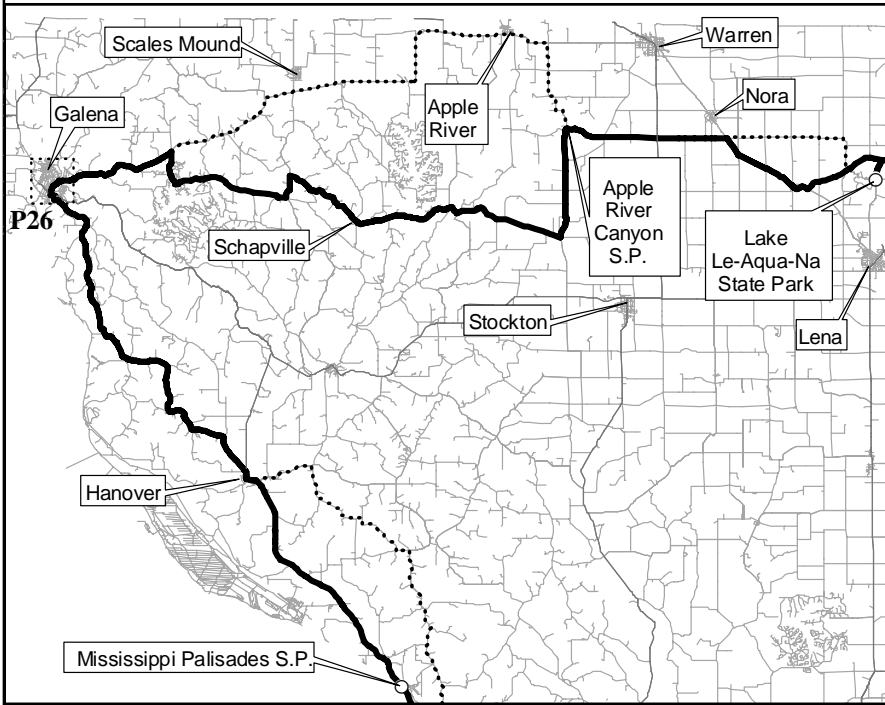 Scales Mound
Warren
Galena
Apple
River
Nora
P26
Schapville
Apple
River
Canyon
S.P.
Lake
Le-Aqua-Na
State Park
Stockton
Lena
Hanover
Mississippi Palisades S.P.